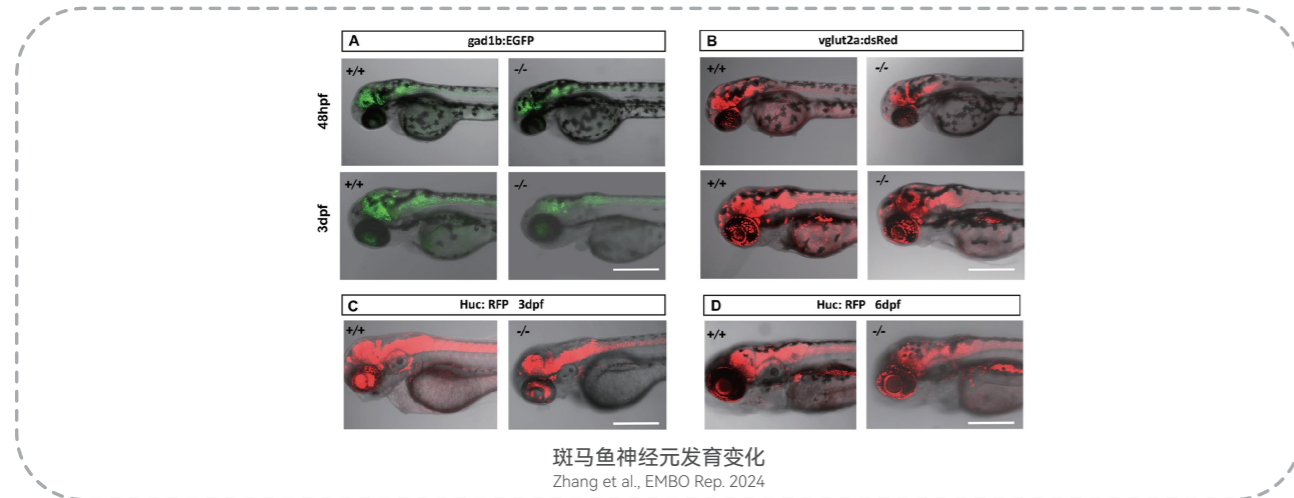 A gad1b:EGFP
B vglut2a:dsRed
+/+ -/- +/+ -/-
48hpf
+/+ -/- +/+ -/-
3dpf
C Huc: RFP 3dpf
D Huc: RFP 6dpf
+/+ -/- +/+ -/-
斑马鱼神经元发育变化
Zhang et al., EMBO Rep. 2024